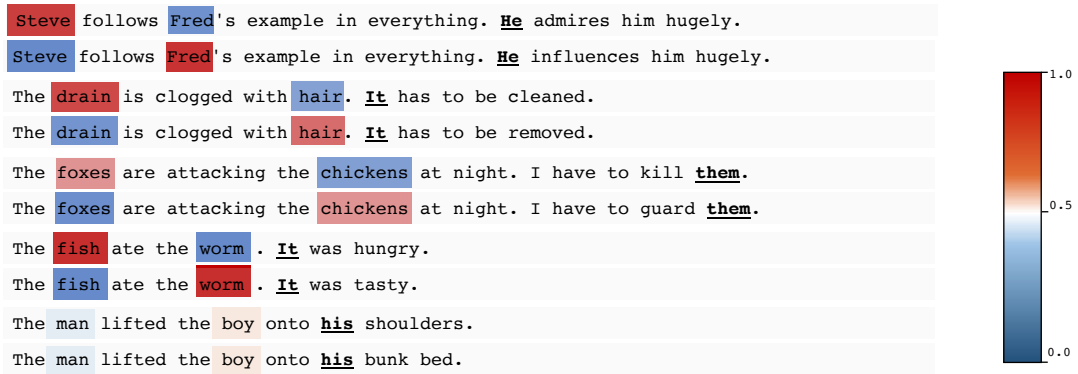 Steve follows Fred's example in everything. He admires him hugely.
Steve follows Fred's example in everything. He influences him hugely.
The drain is clogged with hair. It has to be cleaned.
The drain is clogged with hair. It has to be removed.
The foxes are attacking the chickens at night. I have to kill them.
The foxes are attacking the chickens at night. I have to guard them.
The fish ate the worm . It was hungry.
The fish ate the worm . It was tasty.
The man lifted the boy onto his shoulders.
The man lifted the boy onto his bunk bed.
1.0
0.5
0.0